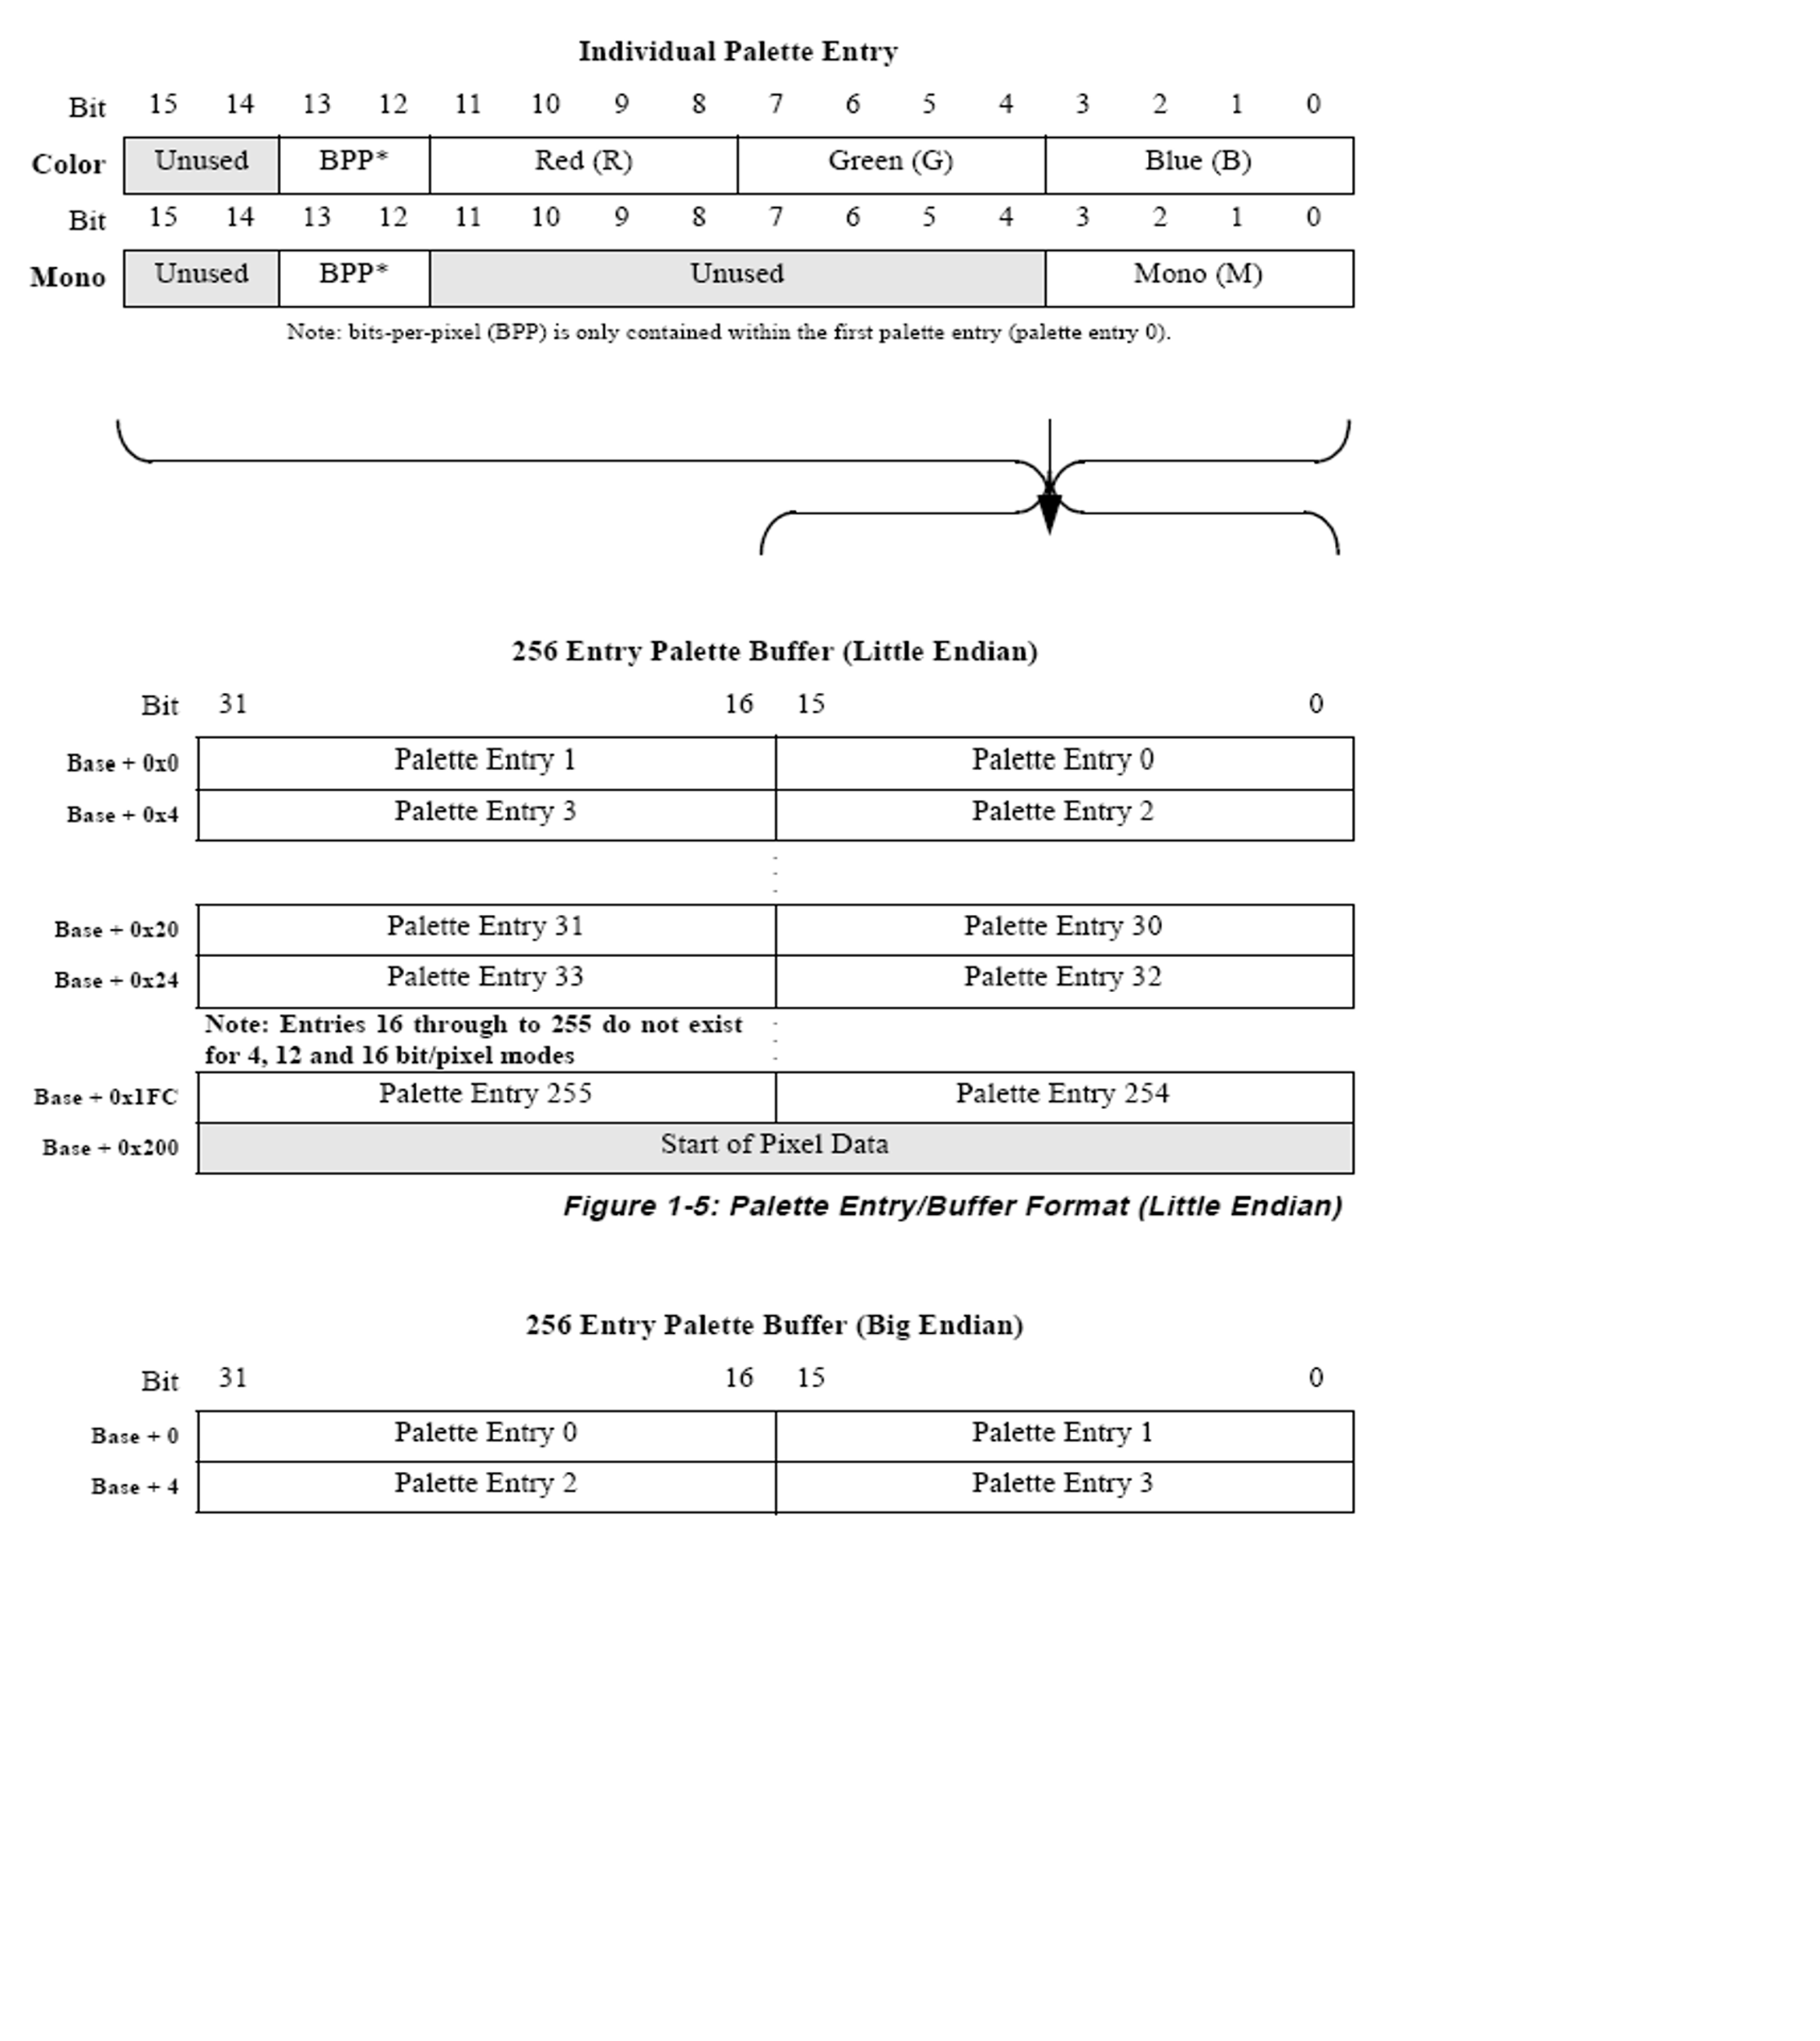 Individual Palette Entry
Bit 15 14 13 12 11 10 9 8 7 6 5 4 3 2 1 0
Color Unused BPP* Red (R) Green (G) Blue (B)
Bit 15 14 13 12 11 10 9 8 7 6 5 4 3 2 1 0
Mono Unused BPP* Unused Mono (M)
Note: bits-per-pixel (BPP) is only contained within the first palette entry (palette entry 0).
256 Entry Palette Buffer (Little Endian)
Bit 31 16 15 0
Base + 0x0 Palette Entry 1 Palette Entry 0
Base + 0x4 Palette Entry 3 Palette Entry 2
Base + 0x20 Palette Entry 31 Palette Entry 30
Base + 0x24 Palette Entry 33 Palette Entry 32
Note: Entries 16 through to 255 do not exist
for 4, 12 and 16 bit/pixel modes
Base + 0x1FC Palette Entry 255 Palette Entry 254
Base + 0x200 Start of Pixel Data
Figure 1-5: Palette Entry/Buffer Format (Little Endian)
256 Entry Palette Buffer (Big Endian)
Bit 31 16 15 0
Base + 0 Palette Entry 0 Palette Entry 1
Base + 4 Palette Entry 2 Palette Entry 3